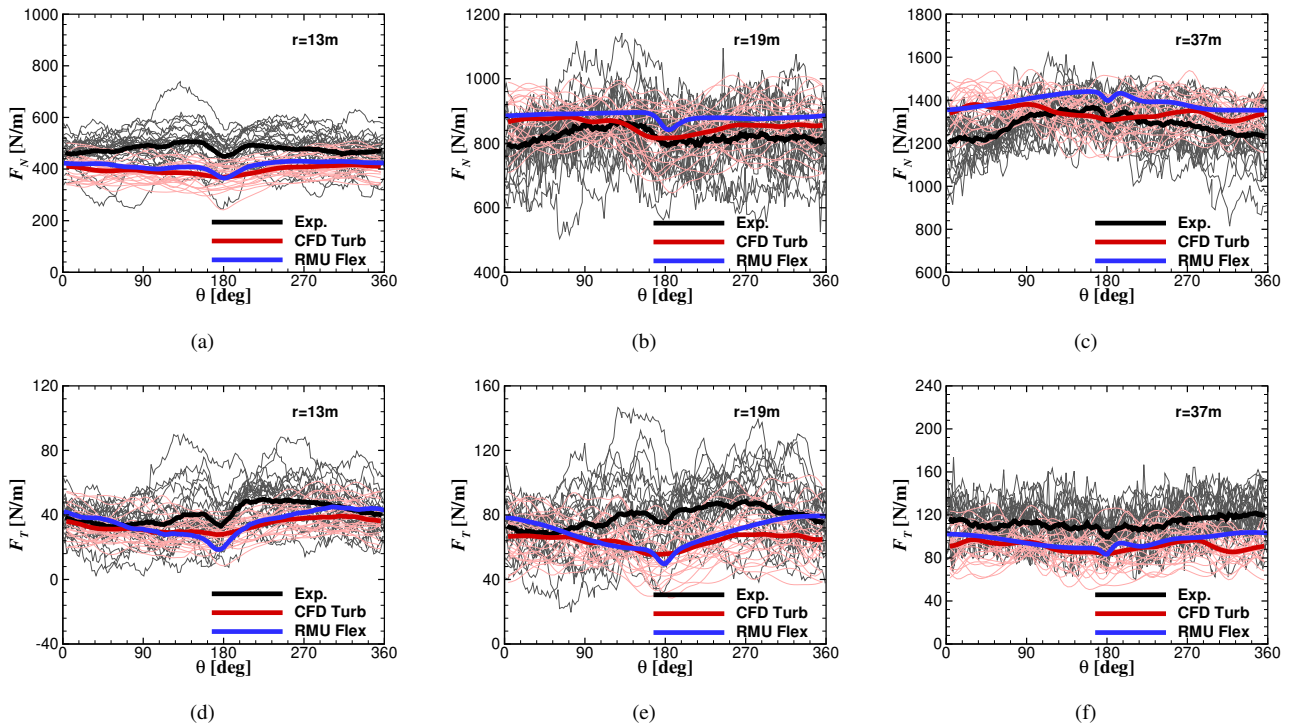 1000
800
600
400
200
0
F_N [N/m]
r=13m
Exp.
CFD Turb
RMU Flex
0 90 180 270 360
θ [deg]
(a)
1200
1000
800
600
400
F_N [N/m]
r=19m
Exp.
CFD Turb
RMU Flex
0 90 180 270 360
θ [deg]
(b)
1800
1600
1400
1200
1000
800
600
F_N [N/m]
r=37m
Exp.
CFD Turb
RMU Flex
0 90 180 270 360
θ [deg]
(c)
120
80
40
0
-40
F_T [N/m]
r=13m
Exp.
CFD Turb
RMU Flex
0 90 180 270 360
θ [deg]
(d)
160
120
80
40
0
F_T [N/m]
r=19m
Exp.
CFD Turb
RMU Flex
0 90 180 270 360
θ [deg]
(e)
240
200
160
120
80
40
0
F_T [N/m]
r=37m
Exp.
CFD Turb
RMU Flex
0 90 180 270 360
θ [deg]
(f)